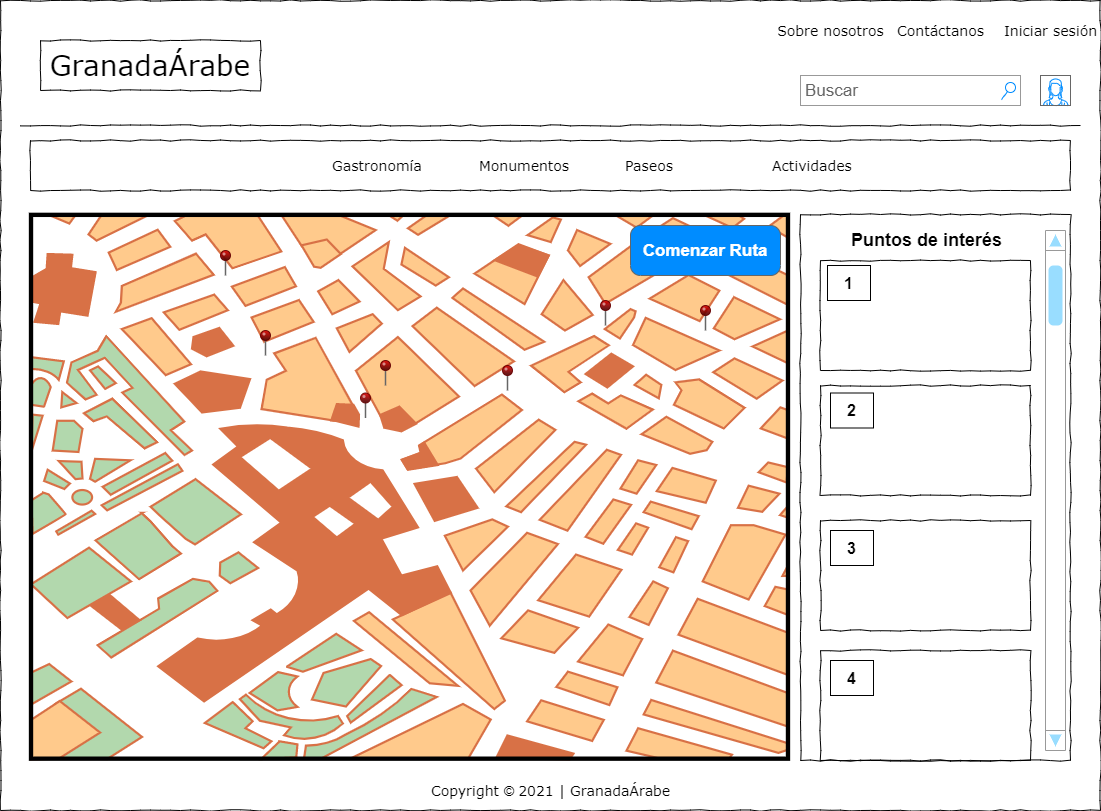 Sobre nosotros Contáctanos Iniciar sesión
GranadaÁrabe
Buscar
Gastronomía Monumentos Paseos Actividades
Comenzar Ruta
Puntos de interés
1
2
3
4
Copyright © 2021 | GranadaÁrabe